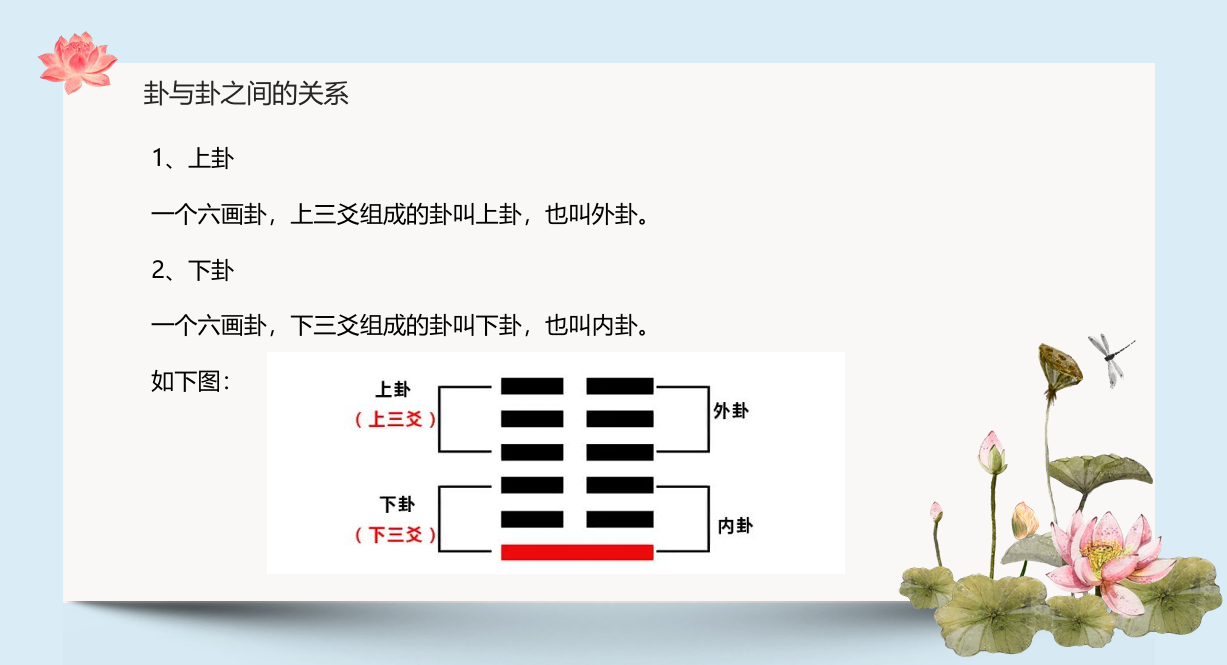 卦与卦之间的关系
1、上卦
一个六画卦，上三爻组成的卦叫上卦，也叫外卦。
2、下卦
一个六画卦，下三爻组成的卦叫下卦，也叫内卦。
如下图：
上卦
（上三爻）
外卦
下卦
（下三爻）
内卦